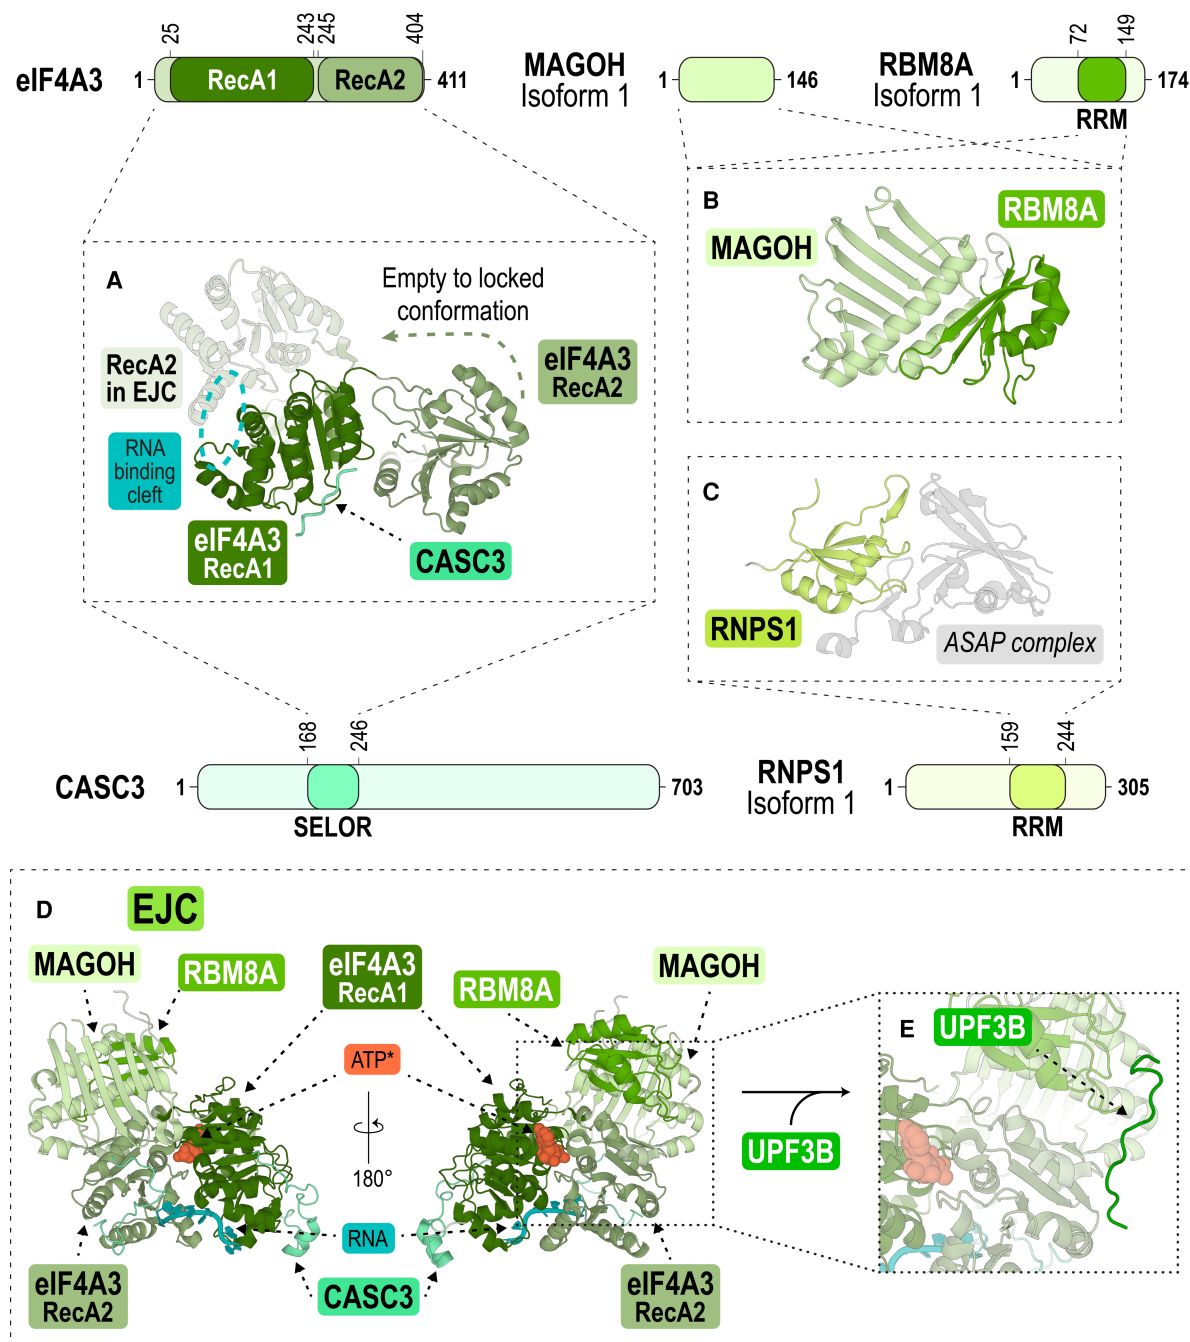 25
243
245
404
eIF4A3
1
RecA1
RecA2
411
MAGOH
Isoform 1
1
146
RBM8A
Isoform 1
72
149
1
174
RRM
A
Empty to locked
conformation
RecA2
in EJC
eIF4A3
RecA2
RNA
binding
cleft
eIF4A3
RecA1
CASC3
B
MAGOH
RBM8A
C
RNPS1
ASAP complex
168
246
CASC3
1
703
SELOR
RNPS1
Isoform 1
159
244
1
305
RRM
D
EJC
MAGOH
RBM8A
eIF4A3
RecA1
RBM8A
MAGOH
ATP*
180°
RNA
CASC3
eIF4A3
RecA2
eIF4A3
RecA2
UPF3B
E
UPF3B